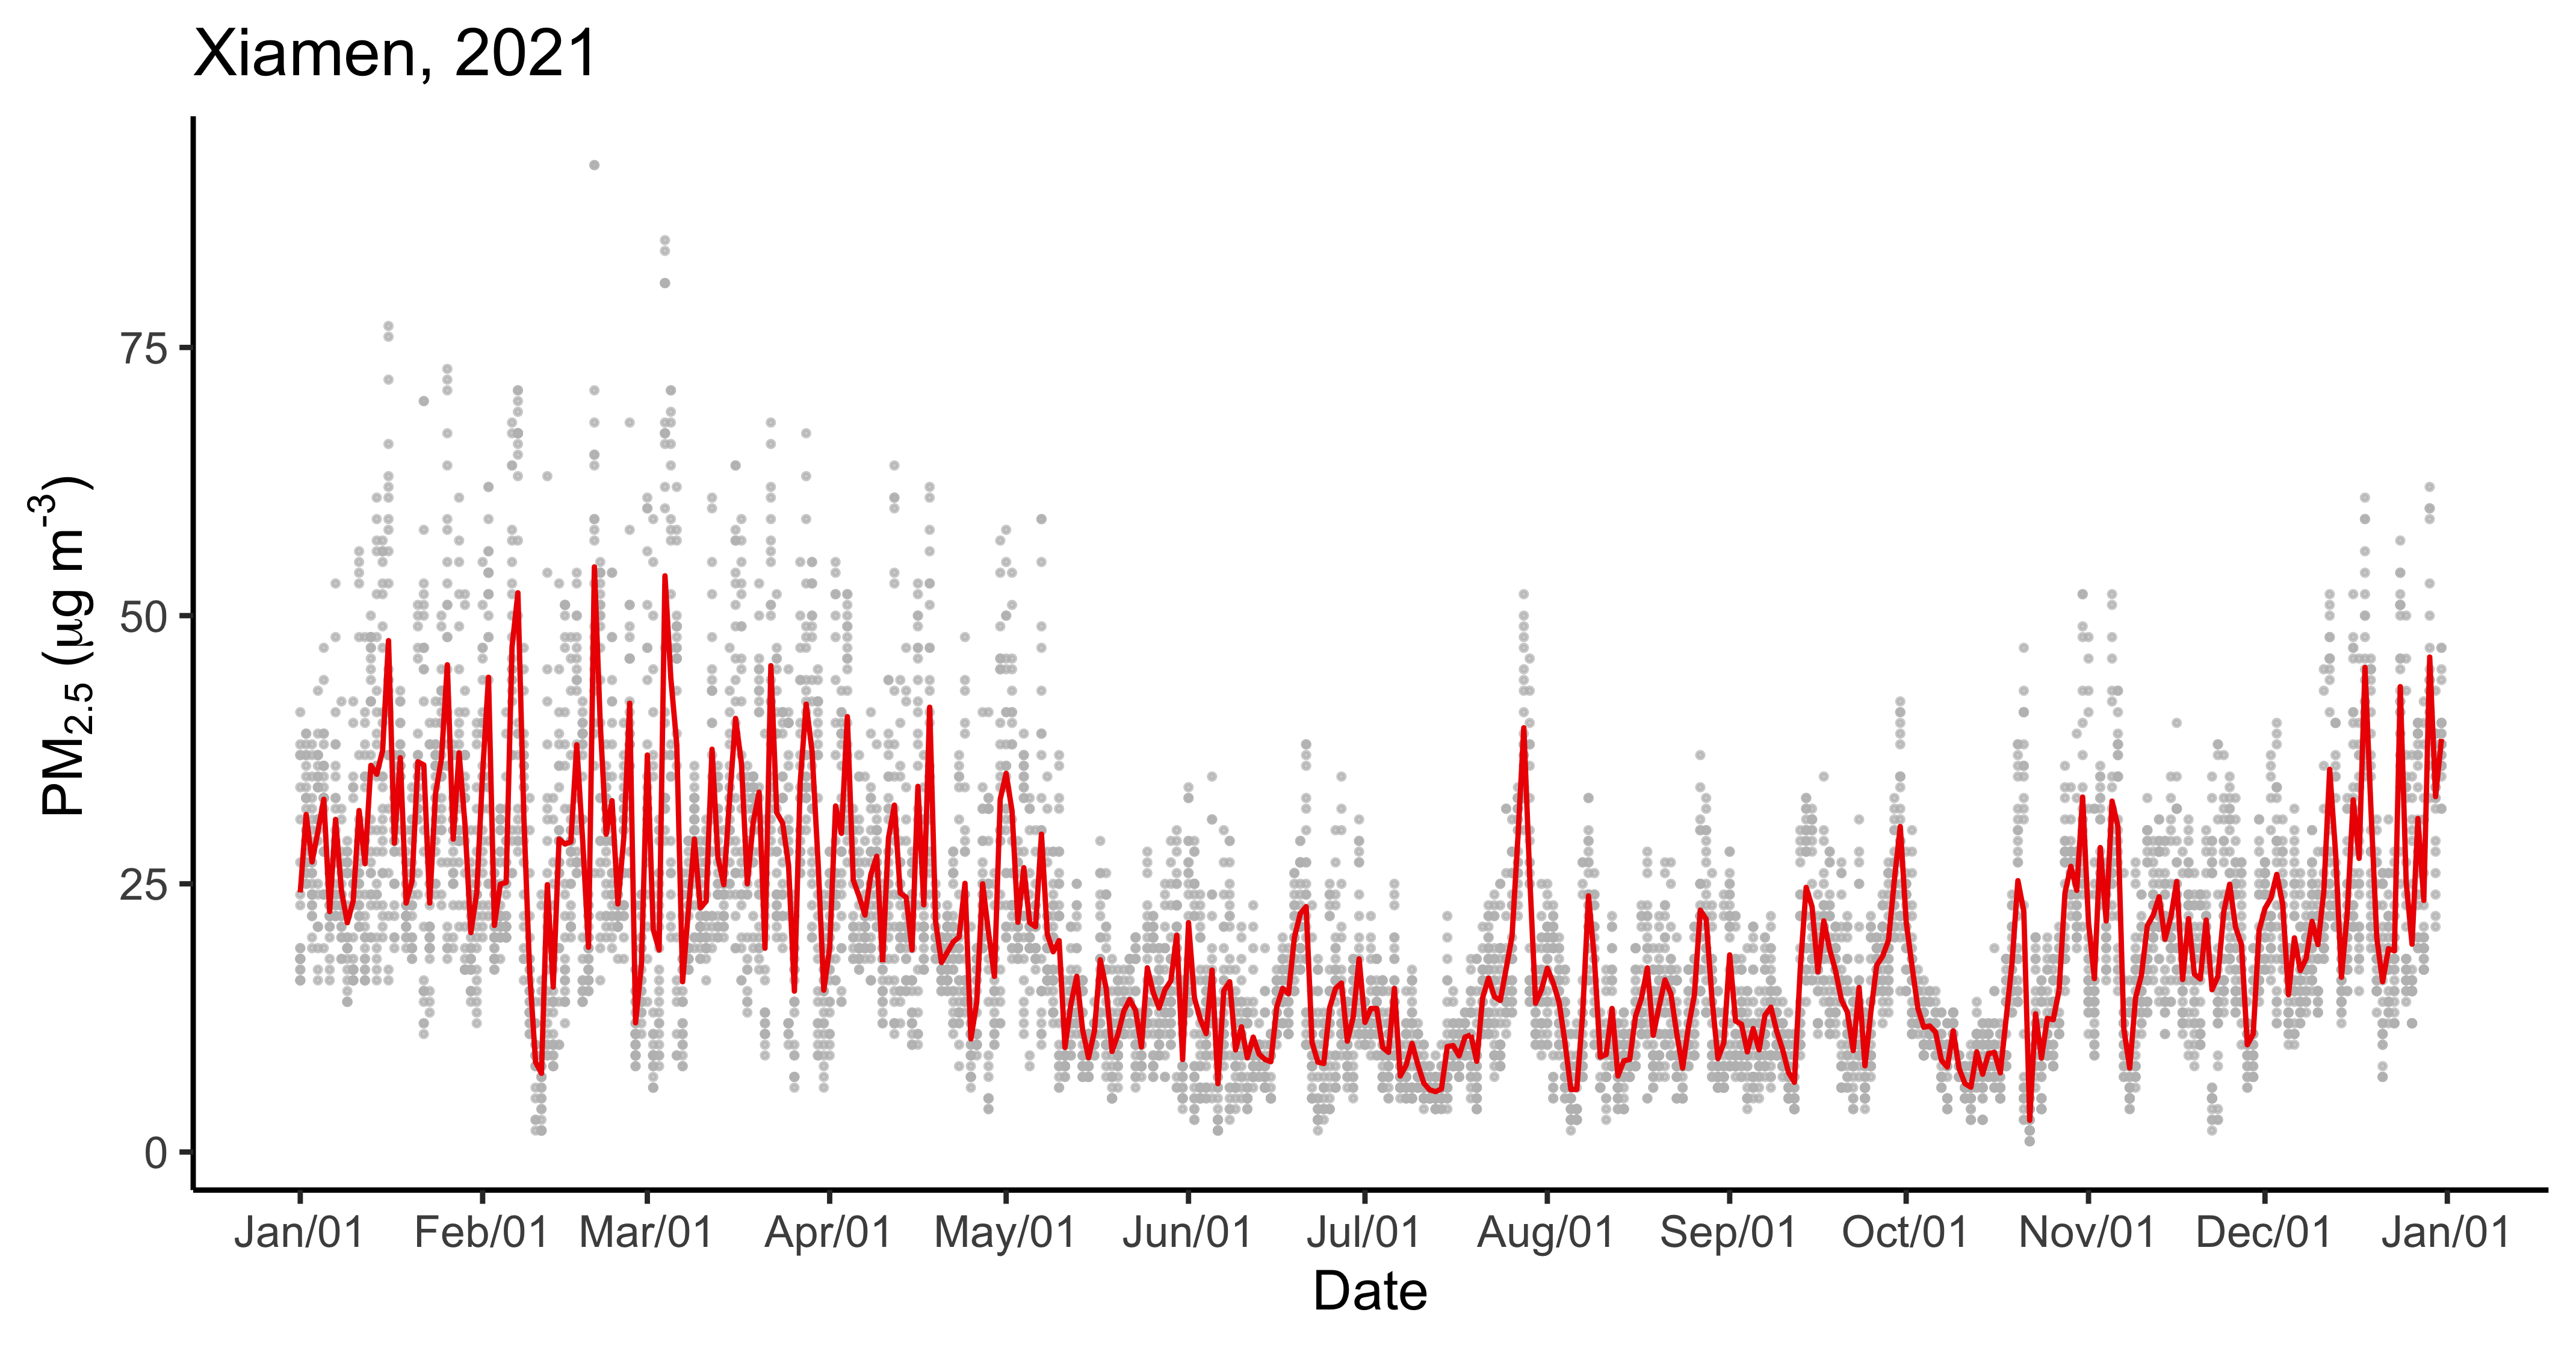 Xiamen, 2021
PM2.5 (μg m-3)
75
50
25
0
Jan/01 Feb/01 Mar/01 Apr/01 May/01 Jun/01 Jul/01 Aug/01 Sep/01 Oct/01 Nov/01 Dec/01 Jan/01
Date